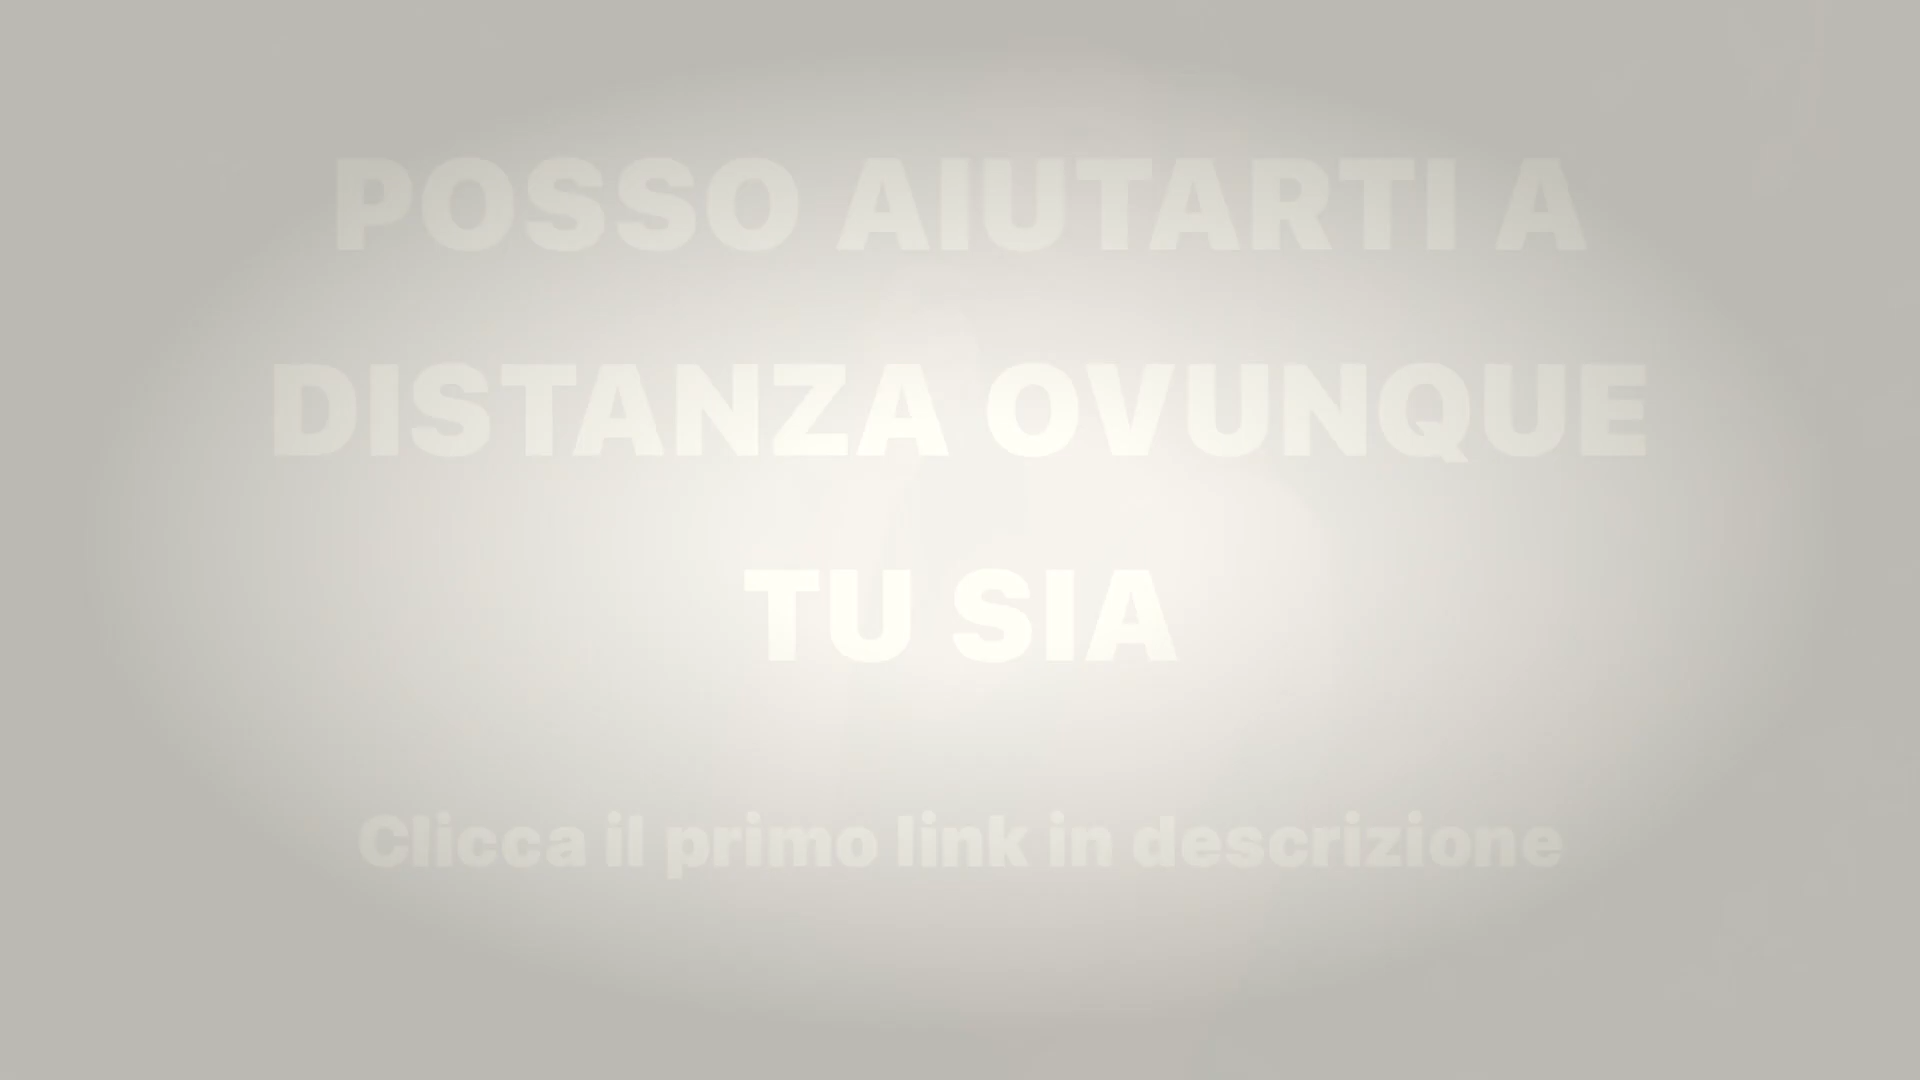 POSSO AIUTARTI A
DISTANZA OVUNQUE
TU SIA
Clicca il primo link in descrizione